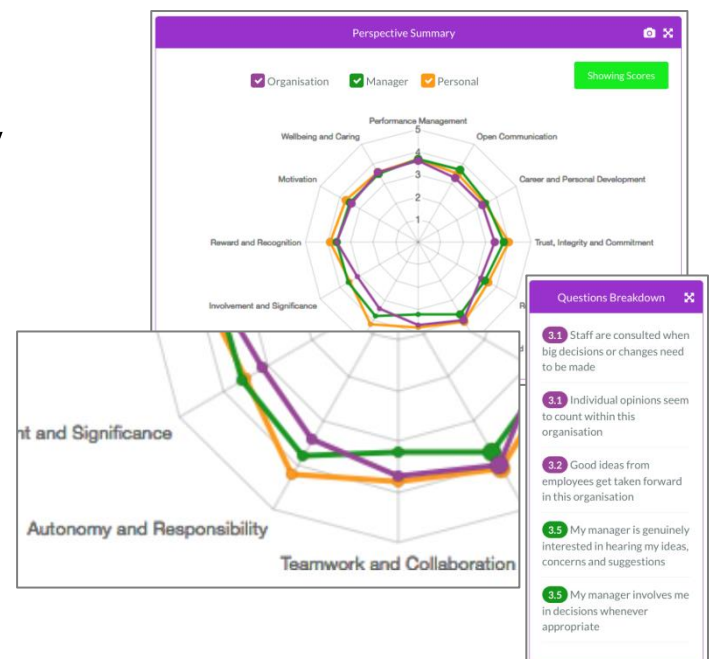 Perspective Summary
Organisation Manager Personal
Showing Scores
Performance Management
5
Wellbeing and Caring
Open Communication
4
Motivation
3
Career and Personal Development
2
1
Reward and Recognition
Trust, Integrity and Commitment
Involvement and Significance
Questions Breakdown
3.1 Staff are consulted when
big decisions or changes need
to be made
3.1 Individual opinions seem
to count within this
organisation
3.2 Good ideas from
employees get taken forward
in this organisation
3.5 My manager is genuinely
interested in hearing my ideas,
concerns and suggestions
3.5 My manager involves me
in decisions whenever
appropriate
nt and Significance
Autonomy and Responsibility
Teamwork and Collaboration